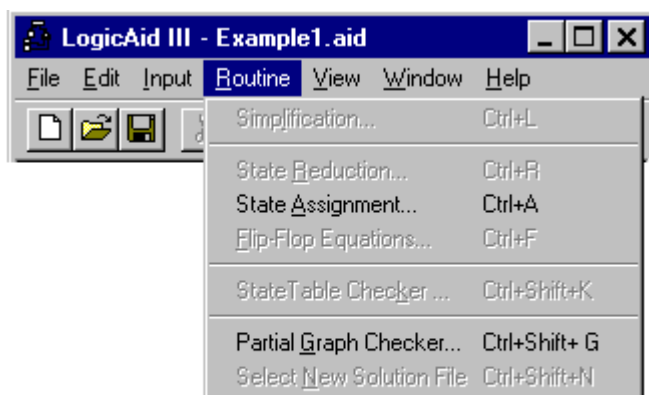 LogicAid III - Example1.aid
File Edit Input Routine View Window Help
Simplification... Ctrl+L
State Reduction... Ctrl+R
State Assignment... Ctrl+A
Flip-Flop Equations... Ctrl+F
StateTable Checker ... Ctrl+Shift+K
Partial Graph Checker... Ctrl+Shift+ G
Select New Solution File Ctrl+Shift+N